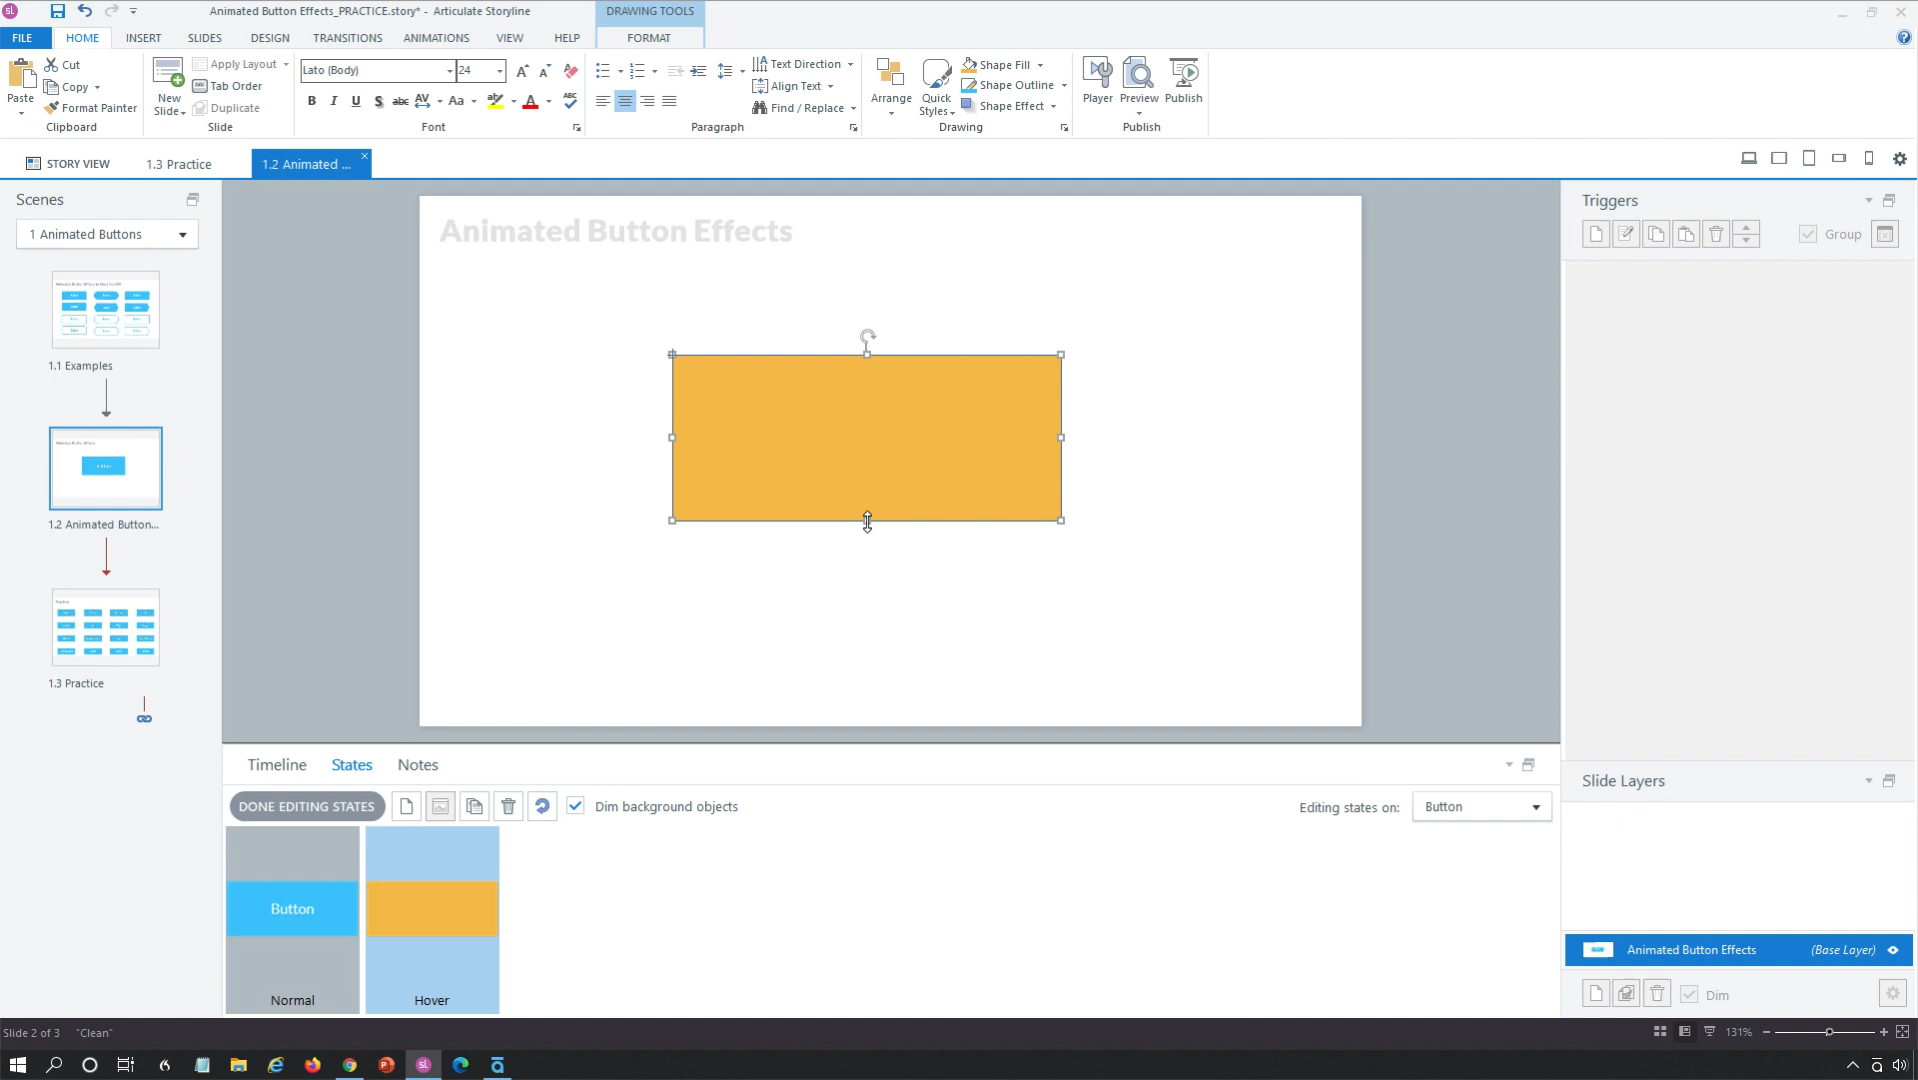 Animated Button Effects_PRACTICE.story* - Articulate Storyline
DRAWING TOOLS
FILE HOME INSERT SLIDES DESIGN TRANSITIONS ANIMATIONS VIEW HELP FORMAT
Paste
Cut
Copy
Format Painter
Clipboard
New Slide
Apply Layout
Tab Order
Duplicate
Slide
Lato (Body) 24
B I U S abc AV Aa A ABC
Font
Text Direction
Align Text
Find / Replace
Paragraph
Arrange
Quick Styles
Shape Fill
Shape Outline
Shape Effect
Drawing
Player
Preview
Publish
Publish
STORY VIEW
1.3 Practice
1.2 Animated ...
Scenes
1 Animated Buttons
1.1 Examples
1.2 Animated Button...
1.3 Practice
Animated Button Effects
Triggers
Group
Timeline States Notes
DONE EDITING STATES
Dim background objects
Editing states on:
Button
Button
Normal
Hover
Slide Layers
Animated Button Effects (Base Layer)
Dim
Slide 2 of 3 "Clean"
131%